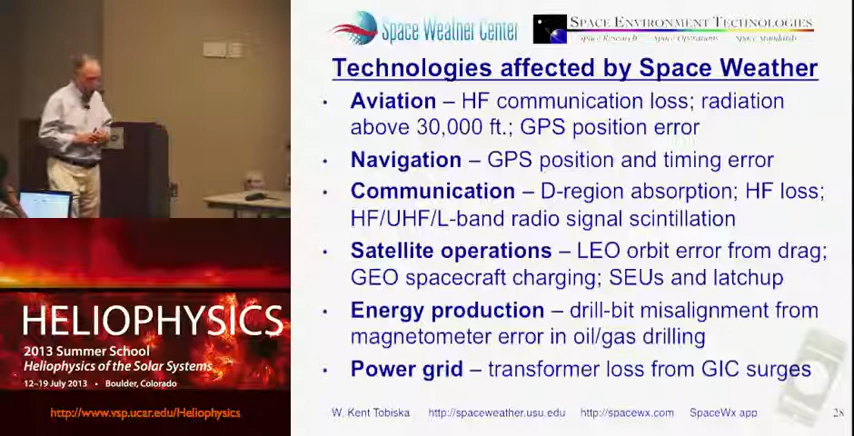 Space Weather Center
SPACE ENVIRONMENT TECHNOLOGIES
Space Research Space Operations Space Standards
Technologies affected by Space Weather
• Aviation – HF communication loss; radiation
above 30,000 ft.; GPS position error
• Navigation – GPS position and timing error
• Communication – D-region absorption; HF loss;
HF/UHF/L-band radio signal scintillation
• Satellite operations – LEO orbit error from drag;
GEO spacecraft charging; SEUs and latchup
• Energy production – drill-bit misalignment from
magnetometer error in oil/gas drilling
• Power grid – transformer loss from GIC surges
W. Kent Tobiska http://spaceweather.usu.edu http://spacewx.com SpaceWx app 28
HELIOPHYSICS
2013 Summer School
Heliophysics of the Solar Systems
12–19 July 2013 • Boulder, Colorado
http://www.vsp.ucar.edu/Heliophysics